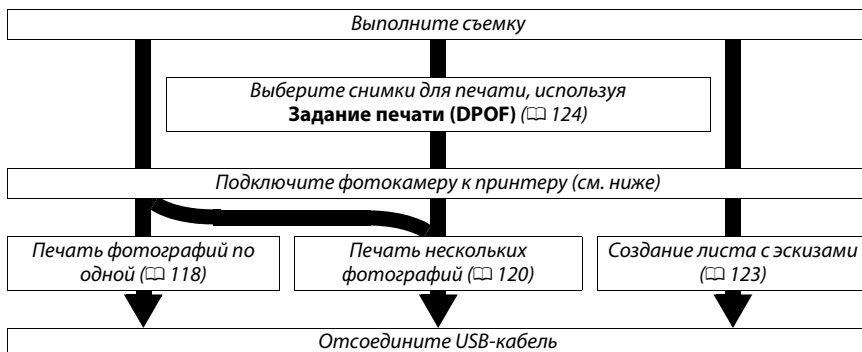 Выполните съемку
Выберите снимки для печати, используя
Задание печати (DPOF) (🕮 124)
Подключите фотокамеру к принтеру (см. ниже)
Печать фотографий по
одной (🕮 118)
Печать нескольких
фотографий (🕮 120)
Создание листа с эскизами
(🕮 123)
Отсоедините USB-кабель